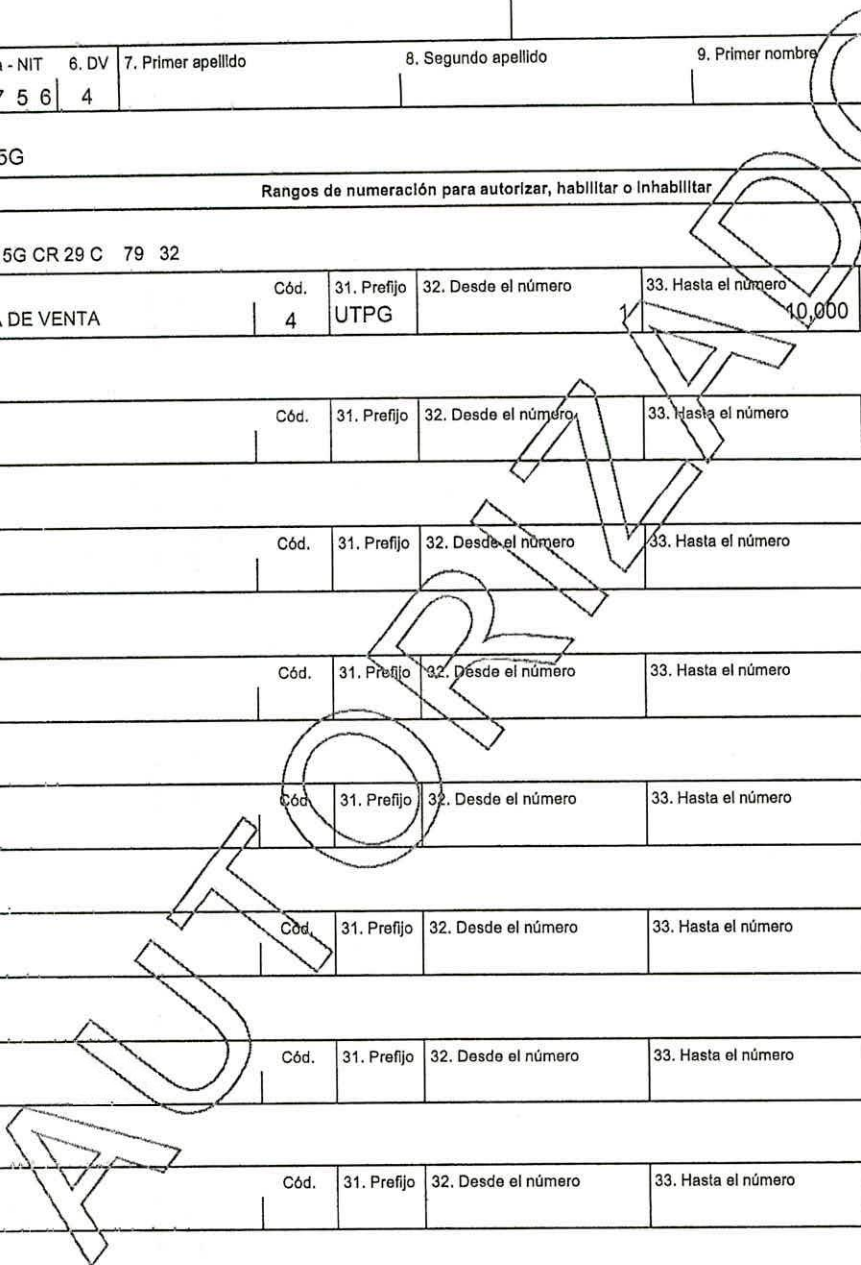 - NIT 6. DV 7. Primer apellido 8. Segundo apellido 9. Primer nombre
7 5 6 4
5G
Rangos de numeración para autorizar, habilitar o inhabilitar
5G CR 29 C 79 32
Cód. 31. Prefijo 32. Desde el número 33. Hasta el número
DE VENTA 4 UTPG 1 10,000
Cód. 31. Prefijo 32. Desde el número 33. Hasta el número
Cód. 31. Prefijo 32. Desde el número 33. Hasta el número
Cód. 31. Prefijo 32. Desde el número 33. Hasta el número
Cód. 31. Prefijo 32. Desde el número 33. Hasta el número
Cód. 31. Prefijo 32. Desde el número 33. Hasta el número
Cód. 31. Prefijo 32. Desde el número 33. Hasta el número
Cód. 31. Prefijo 32. Desde el número 33. Hasta el número
AUTORIZADO